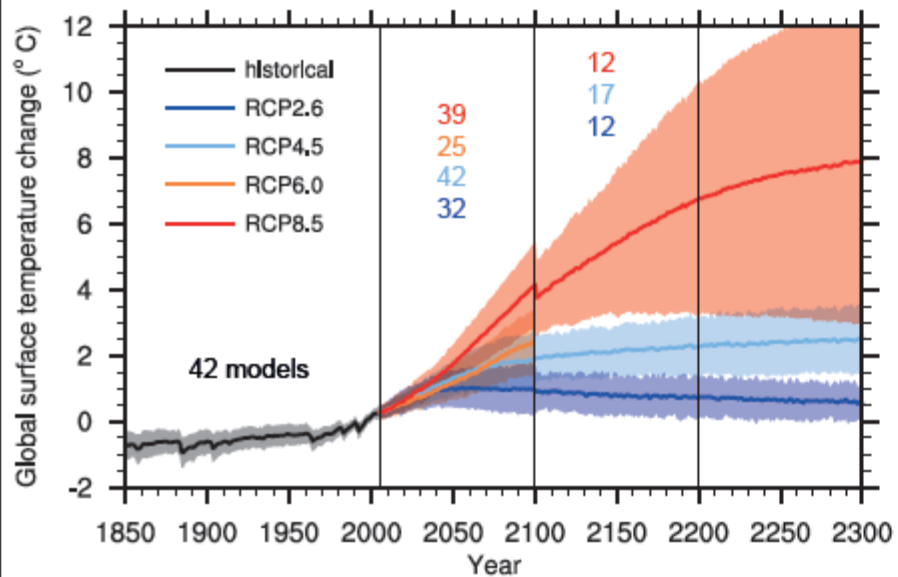 Global surface temperature change (° C)
12
10
8
6
4
2
0
-2
historical
RCP2.6
RCP4.5
RCP6.0
RCP8.5
42 models
39
25
42
32
12
17
12
1850 1900 1950 2000 2050 2100 2150 2200 2250 2300
Year